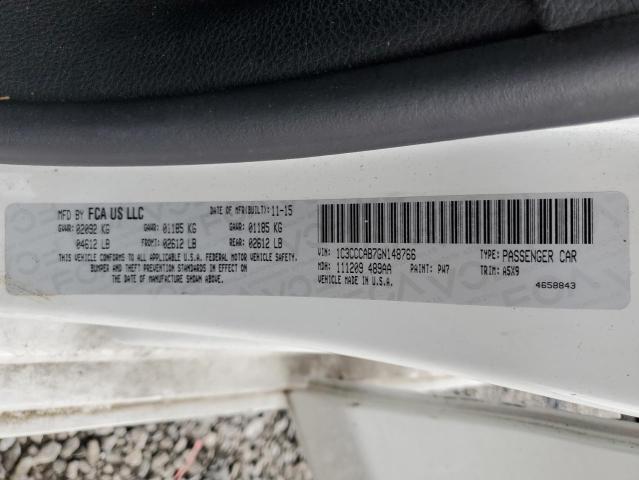 MFD BY FCA US LLC DATE OF MFR(BUILT): 11-15
GVWR: 02092 KG GAWR: 01185 KG GAWR: 01185 KG
04612 LB FRONT: 02612 LB REAR: 02612 LB
THIS VEHICLE CONFORMS TO ALL APPLICABLE U.S.A. FEDERAL MOTOR VEHICLE SAFETY,
BUMPER AND THEFT PREVENTION STANDARDS IN EFFECT ON
THE DATE OF MANUFACTURE SHOWN ABOVE.
VIN: 1C3CCCAB7GN148766 TYPE: PASSENGER CAR
MDH: 111209 489AA PAINT: PW7 TRIM: A5X9
VEHICLE MADE IN U.S.A.
4658843